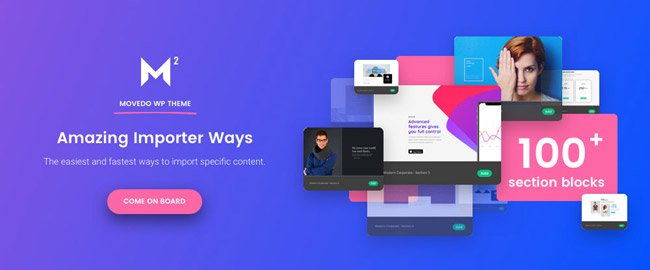 M2
MOVEDO WP THEME
Amazing Importer Ways
The easiest and fastest ways to import specific content.
COME ON BOARD
Advanced
features gives
you full control
Modern Corporate - Section 5
Add
100+
section blocks